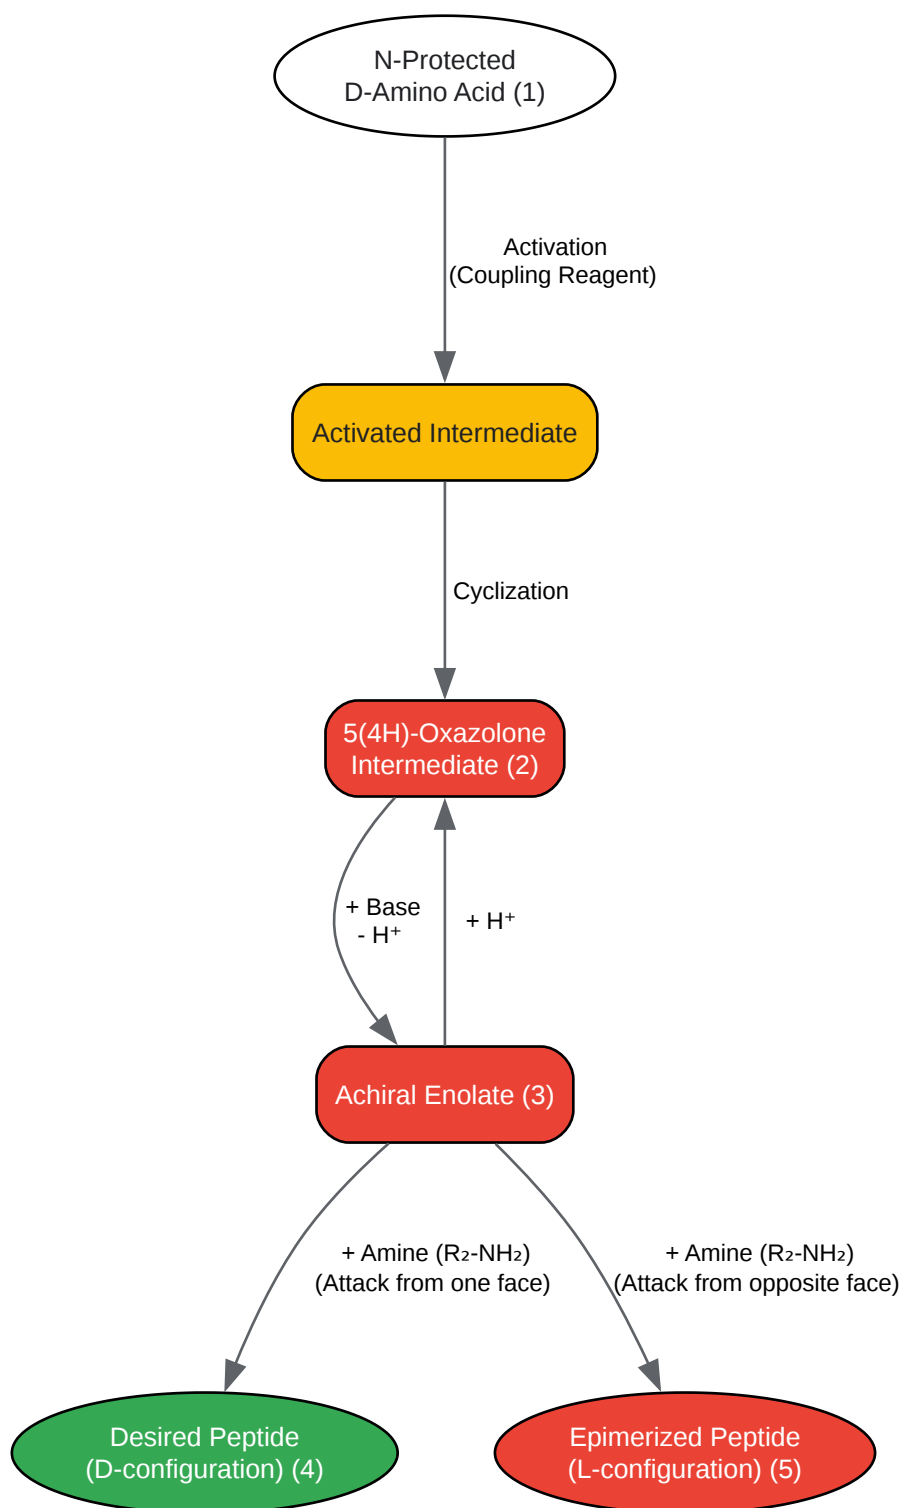 N-Protected
D-Amino Acid (1)
Activation
(Coupling Reagent)
Activated Intermediate
Cyclization
5(4H)-Oxazolone
Intermediate (2)
+ Base
- H⁺
+ H⁺
Achiral Enolate (3)
+ Amine (R₂-NH₂)
(Attack from one face)
+ Amine (R₂-NH₂)
(Attack from opposite face)
Desired Peptide
(D-configuration) (4)
Epimerized Peptide
(L-configuration) (5)